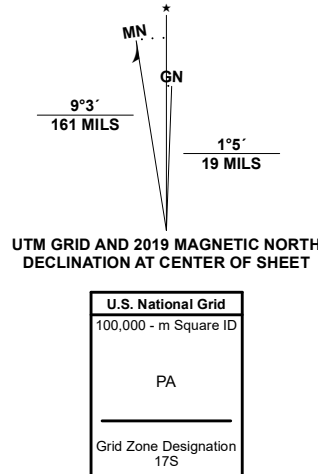 ★
MN
GN
9°3´
161 MILS
1°5´
19 MILS
UTM GRID AND 2019 MAGNETIC NORTH
DECLINATION AT CENTER OF SHEET
U.S. National Grid
100,000 - m Square ID
PA
Grid Zone Designation
17S